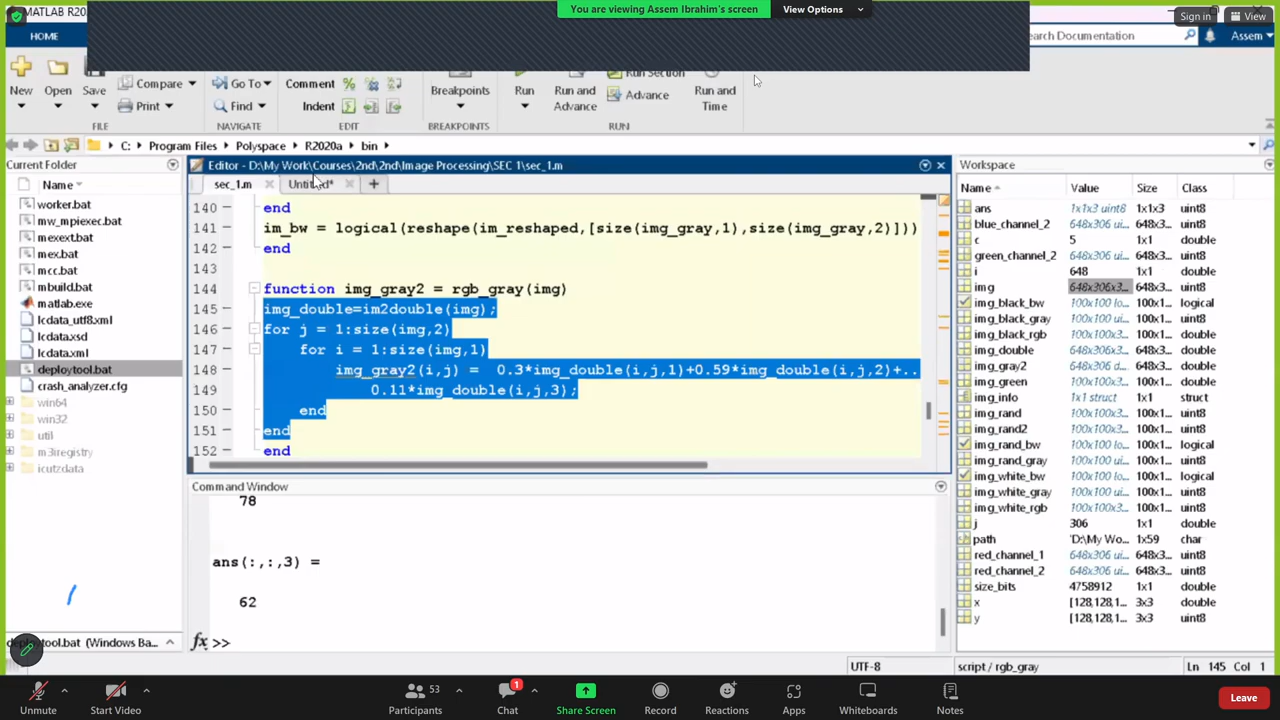 MATLAB R20
You are viewing Assem Ibrahim's screen View Options
Sign in View
HOME
earch Documentation Assem
New Open Save Compare Print
Go To Find
Comment Indent
Breakpoints
Run Run and Advance Run Section Advance Run and Time
FILE NAVIGATE EDIT BREAKPOINTS RUN
C: Program Files Polyspace R2020a bin
Current Folder
Name
worker.bat
mw_mpiexec.bat
mexext.bat
mex.bat
mcc.bat
mbuild.bat
matlab.exe
lcdata_utf8.xml
lcdata.xsd
lcdata.xml
deploytool.bat
crash_analyzer.cfg
win64
win32
util
m3iregistry
icutzdata
deploytool.bat (Windows Ba...
Editor - D:\My Work\Courses\2nd\2nd\Image Processing\SEC 1\sec_1.m
sec_1.m Untitled* +
140 end
141 im_bw = logical(reshape(im_reshaped,[size(img_gray,1),size(img_gray,2)]))
142 end
143
144 function img_gray2 = rgb_gray(img)
145 img_double=im2double(img);
146 for j = 1:size(img,2)
147 for i = 1:size(img,1)
148 img_gray2(i,j) = 0.3*img_double(i,j,1)+0.59*img_double(i,j,2)+..
149 0.11*img_double(i,j,3);
150 end
151 end
152 end
Command Window
78
ans(:,:,3) =
62
fx >>
Workspace
Name Value Size Class
ans 1x1x3 uint8 1x1x3 uint8
blue_channel_2 648x306 ui... 648x3... uint8
c 5 1x1 double
green_channel_2 648x306 ui... 648x3... uint8
i 648 1x1 double
img 648x306x3... 648x3... uint8
img_black_bw 100x100 lo... 100x1... logical
img_black_gray 100x100 ui... 100x1... uint8
img_black_rgb 100x100x3... 100x1... uint8
img_double 648x306x3... 648x3... double
img_gray2 648x306 d... 648x3... double
img_green 648x306x3... 648x3... uint8
img_info 1x1 struct 1x1 struct
img_rand 100x100x3... 100x1... uint8
img_rand2 100x100x3... 100x1... uint8
img_rand_bw 100x100 lo... 100x1... logical
img_rand_gray 100x100 ui... 100x1... uint8
img_white_bw 100x100 lo... 100x1... logical
img_white_gray 100x100 ui... 100x1... uint8
img_white_rgb 100x100x3... 100x1... uint8
j 306 1x1 double
path 'D:\My Wo... 1x59 char
red_channel_1 648x306 ui... 648x3... uint8
red_channel_2 648x306 ui... 648x3... uint8
size_bits 4758912 1x1 double
x [128,128,1... 3x3 double
y [128,128,1... 3x3 uint8
UTF-8 script / rgb_gray Ln 145 Col 1
Unmute Start Video Participants 53 Chat 1 Share Screen Record Reactions Apps Whiteboards Notes Leave